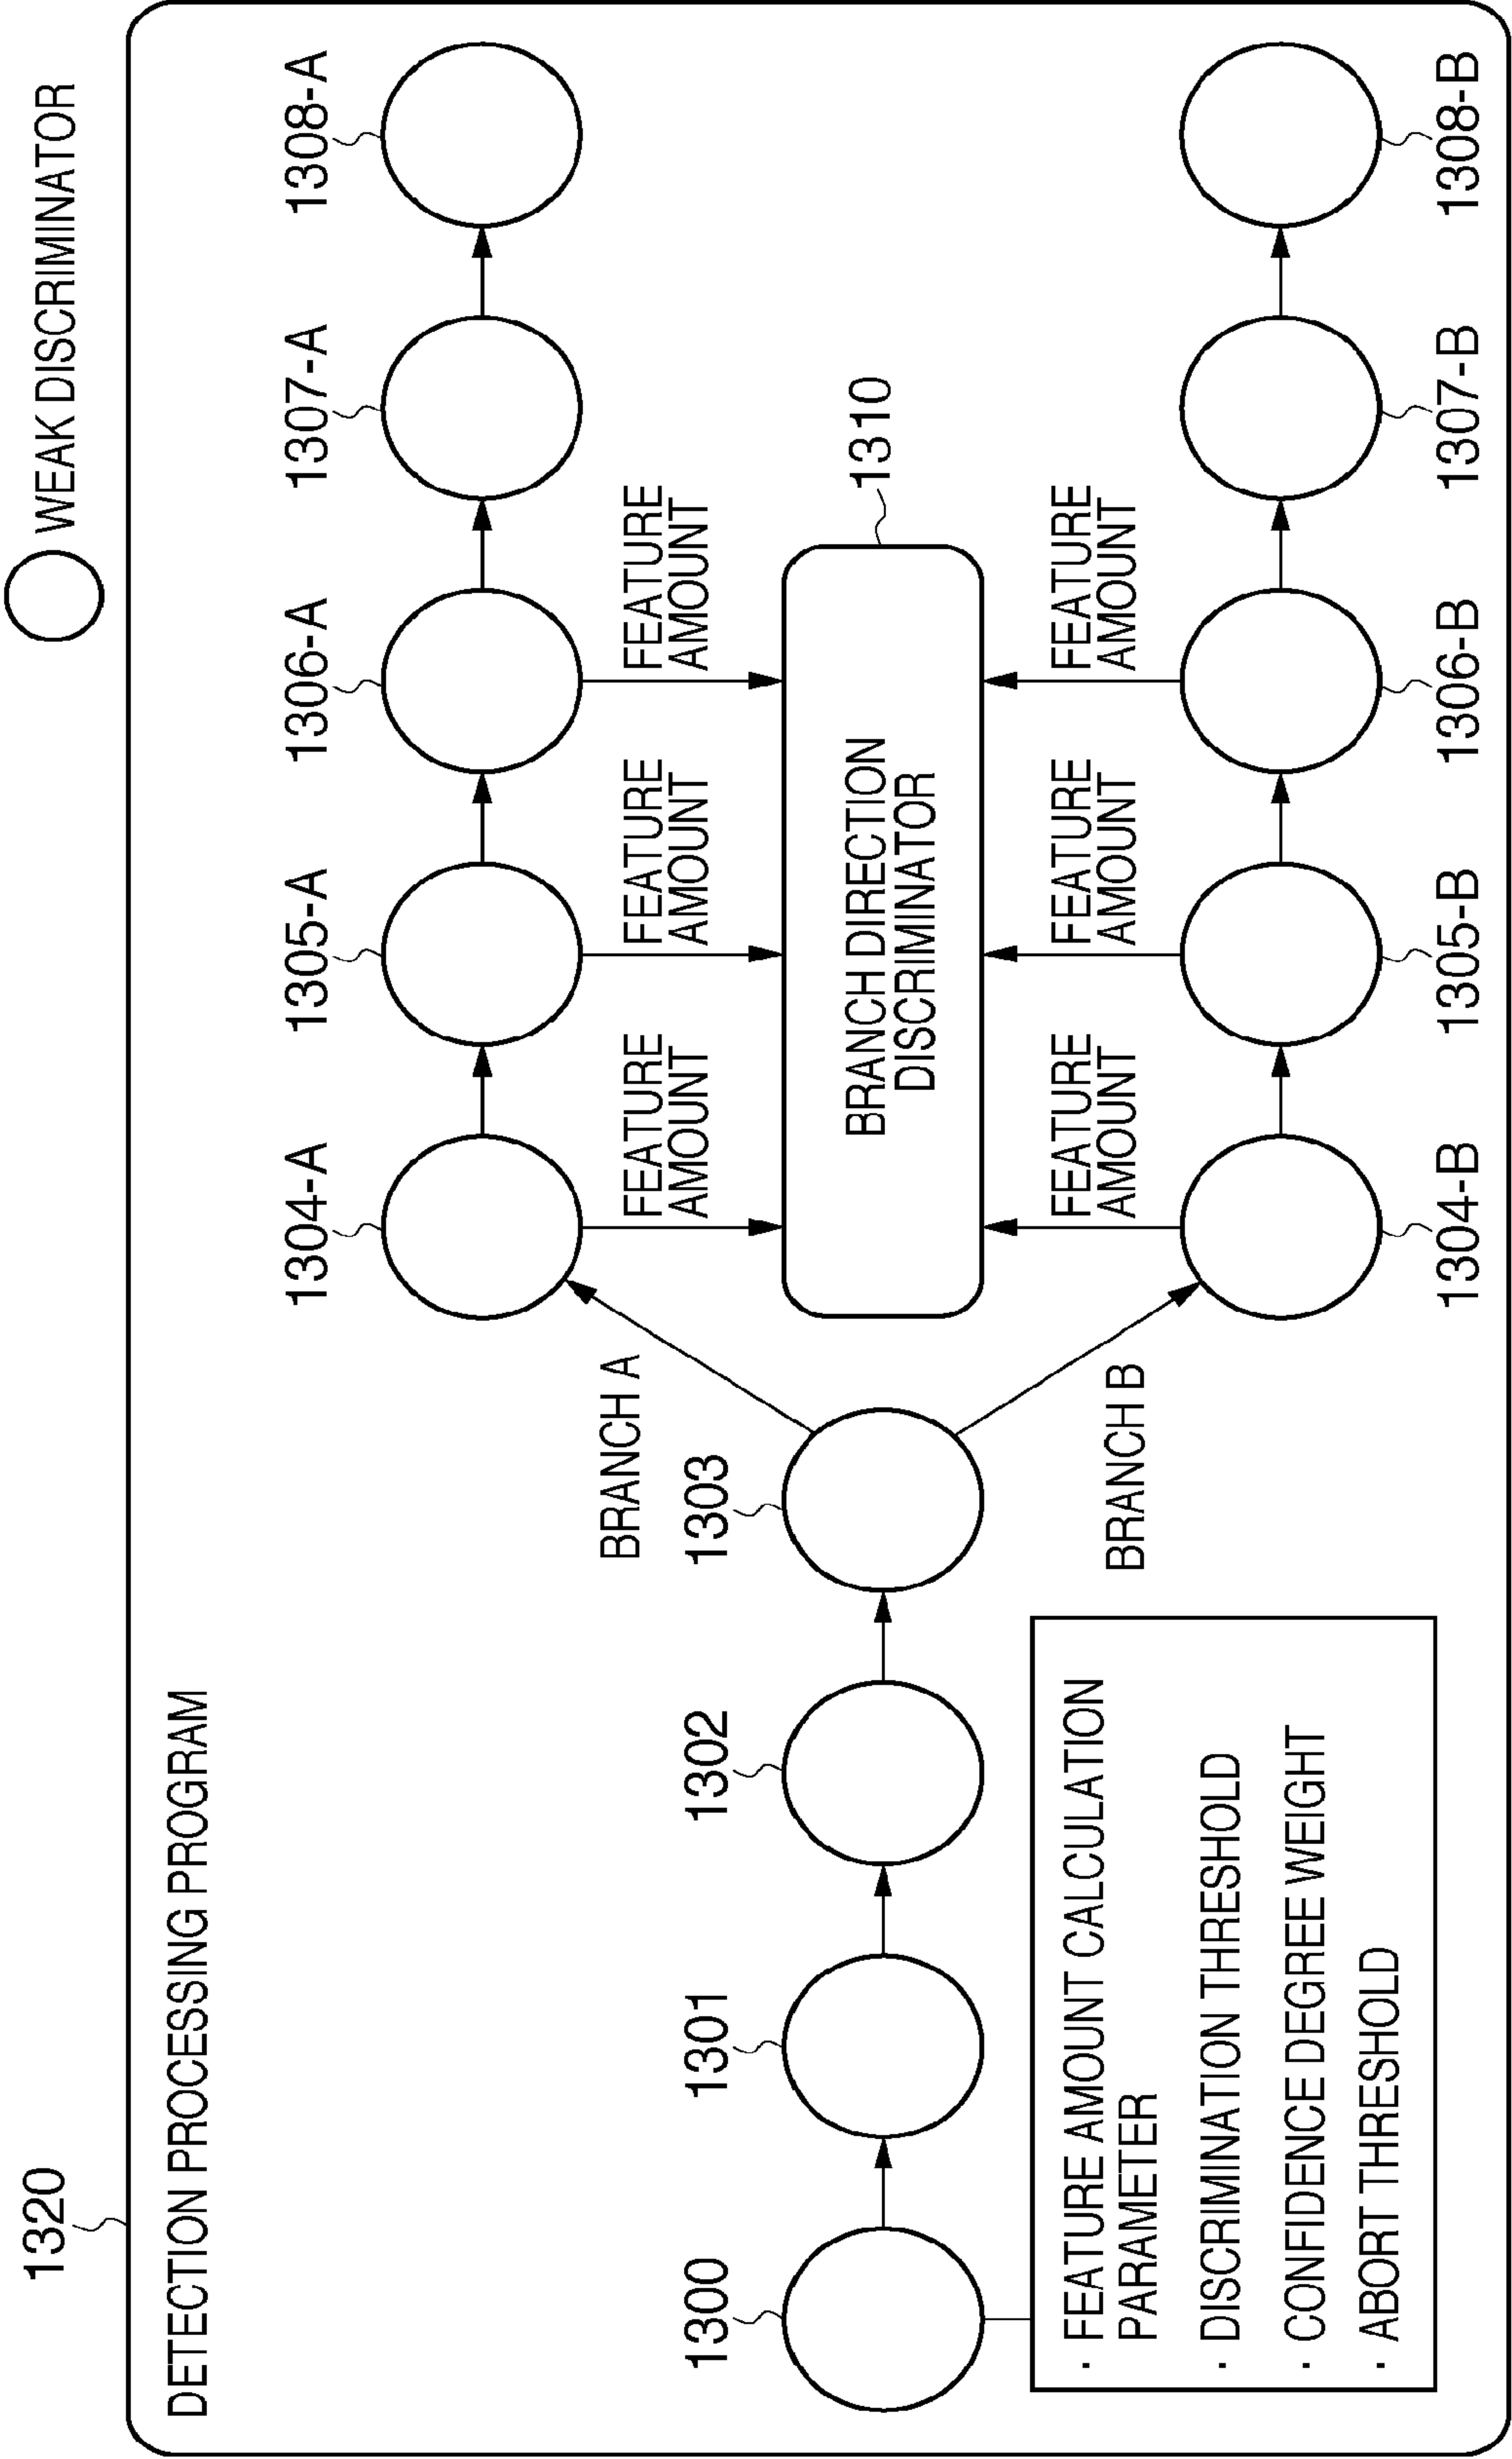 WEAK DISCRIMINATOR
1320
DETECTION PROCESSING PROGRAM
1304-A
1305-A
1306-A
1307-A
1308-A
FEATURE
AMOUNT
FEATURE
AMOUNT
FEATURE
AMOUNT
BRANCH A
1300
1301
1302
1303
BRANCH DIRECTION
DISCRIMINATOR
1310
BRANCH B
FEATURE
AMOUNT
FEATURE
AMOUNT
FEATURE
AMOUNT
1304-B
1305-B
1306-B
1307-B
1308-B
· FEATURE AMOUNT CALCULATION
PARAMETER
· DISCRIMINATION THRESHOLD
· CONFIDENCE DEGREE WEIGHT
· ABORT THRESHOLD